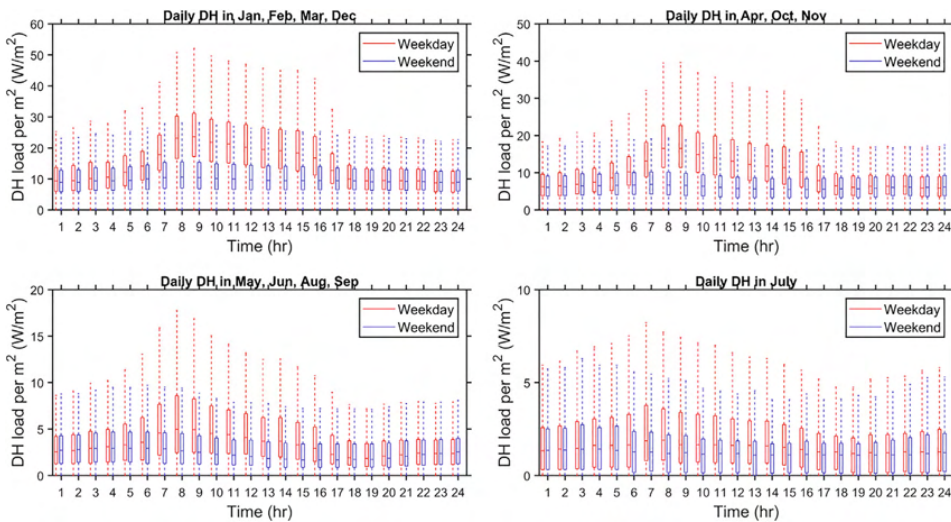 Daily DH in Jan, Feb, Mar, Dec
60
50
40
30
20
10
0
DH load per m² (W/m²)
Weekday
Weekend
1 2 3 4 5 6 7 8 9 10 11 12 13 14 15 16 17 18 19 20 21 22 23 24
Time (hr)
Daily DH in Apr, Oct, Nov
50
40
30
20
10
0
DH load per m² (W/m²)
Weekday
Weekend
1 2 3 4 5 6 7 8 9 10 11 12 13 14 15 16 17 18 19 20 21 22 23 24
Time (hr)
Daily DH in May, Jun, Aug, Sep
20
15
10
5
0
DH load per m² (W/m²)
Weekday
Weekend
1 2 3 4 5 6 7 8 9 10 11 12 13 14 15 16 17 18 19 20 21 22 23 24
Time (hr)
Daily DH in July
10
5
0
DH load per m² (W/m²)
Weekday
Weekend
1 2 3 4 5 6 7 8 9 10 11 12 13 14 15 16 17 18 19 20 21 22 23 24
Time (hr)